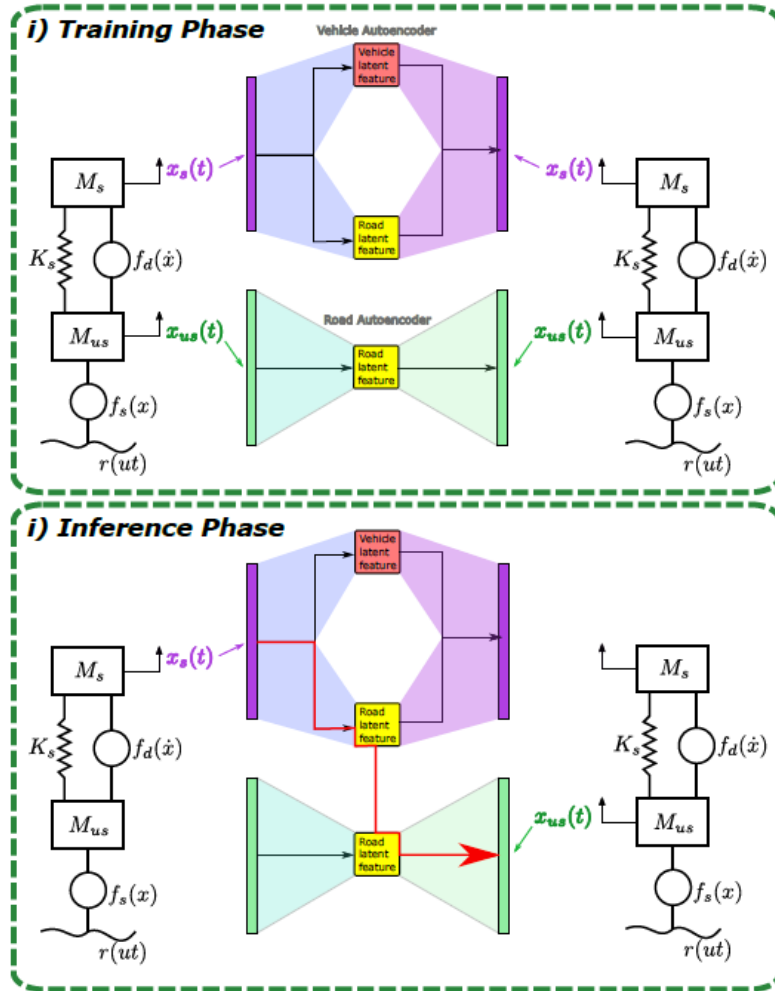 i) Training Phase
Vehicle Autoencoder
Vehicle
latent
feature
x_s(t)
x_s(t)
M_s
M_s
Road
latent
feature
K_s
f_d(ẋ)
K_s
f_d(ẋ)
M_us
x_us(t)
Road Autoencoder
x_us(t)
M_us
Road
latent
feature
f_s(x)
f_s(x)
r(ut)
r(ut)
i) Inference Phase
Vehicle
latent
feature
M_s
x_s(t)
M_s
Road
latent
feature
K_s
f_d(ẋ)
K_s
f_d(ẋ)
M_us
x_us(t)
M_us
Road
latent
feature
f_s(x)
f_s(x)
r(ut)
r(ut)